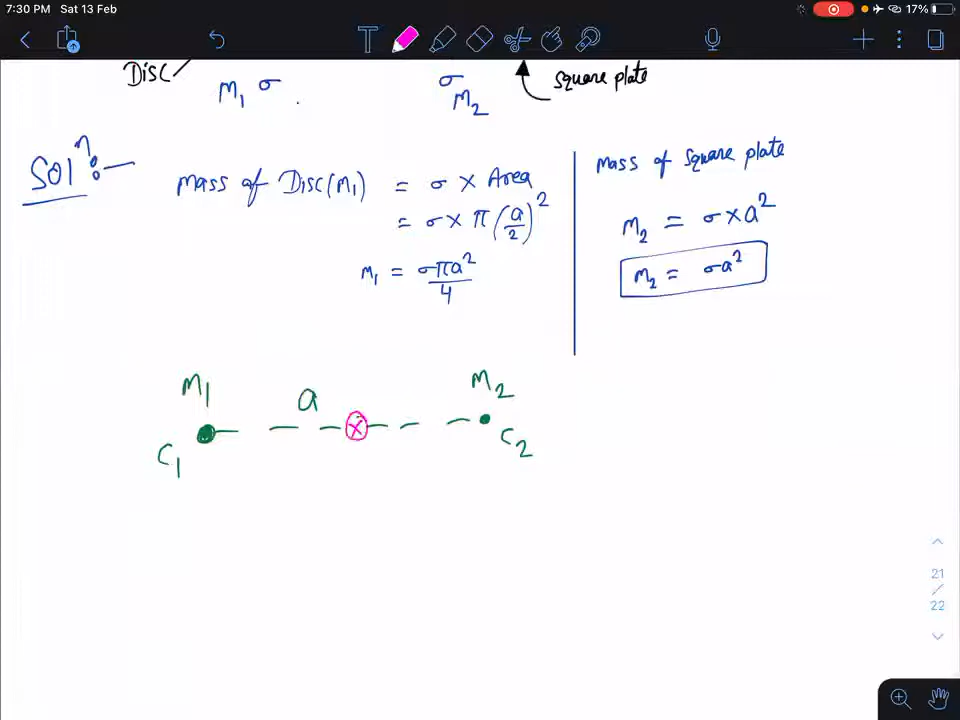 7:30 PM Sat 13 Feb 17%
T
Disc
M₁ σ
σ
M₂
square plate
Solⁿ:-
Mass of Disc(M₁) = σ × Area
= σ × π(a/2)²
M₁ = σπa²/4
Mass of square plate
M₂ = σ×a²
M₂ = σa²
M₁ a M₂
x
C₁ C₂
21
/
22